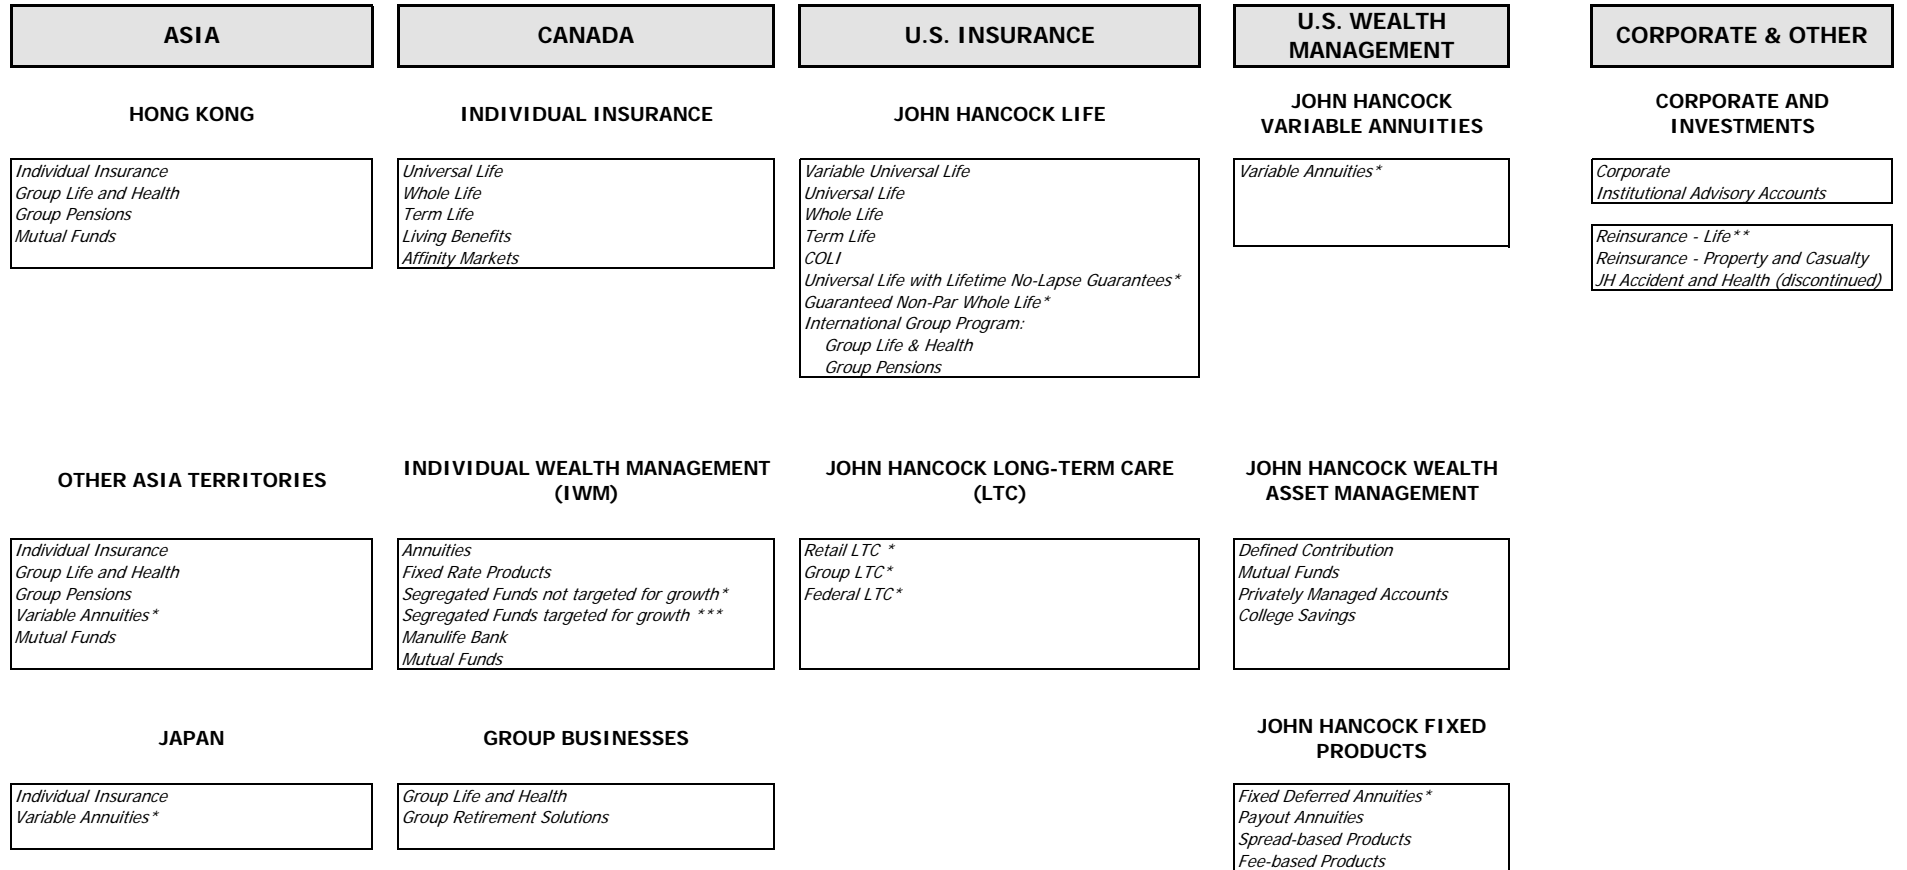 ASIA
HONG KONG
Individual Insurance
Group Life and Health
Group Pensions
Mutual Funds
OTHER ASIA TERRITORIES
Individual Insurance
Group Life and Health
Group Pensions
Variable Annuities*
Mutual Funds
JAPAN
Individual Insurance
Variable Annuities*
CANADA
INDIVIDUAL INSURANCE
Universal Life
Whole Life
Term Life
Living Benefits
Affinity Markets
INDIVIDUAL WEALTH MANAGEMENT
(IWM)
Annuities
Fixed Rate Products
Segregated Funds not targeted for growth*
Segregated Funds targeted for growth ***
Manulife Bank
Mutual Funds
GROUP BUSINESSES
Group Life and Health
Group Retirement Solutions
U.S. INSURANCE
JOHN HANCOCK LIFE
Variable Universal Life
Universal Life
Whole Life
Term Life
COLI
Universal Life with Lifetime No-Lapse Guarantees*
Guaranteed Non-Par Whole Life*
International Group Program:
Group Life & Health
Group Pensions
JOHN HANCOCK LONG-TERM CARE
(LTC)
Retail LTC *
Group LTC*
Federal LTC*
U.S. WEALTH
MANAGEMENT
JOHN HANCOCK
VARIABLE ANNUITIES
Variable Annuities*
JOHN HANCOCK WEALTH
ASSET MANAGEMENT
Defined Contribution
Mutual Funds
Privately Managed Accounts
College Savings
JOHN HANCOCK FIXED
PRODUCTS
Fixed Deferred Annuities*
Payout Annuities
Spread-based Products
Fee-based Products
CORPORATE & OTHER
CORPORATE AND
INVESTMENTS
Corporate
Institutional Advisory Accounts
Reinsurance - Life**
Reinsurance - Property and Casualty
JH Accident and Health (discontinued)